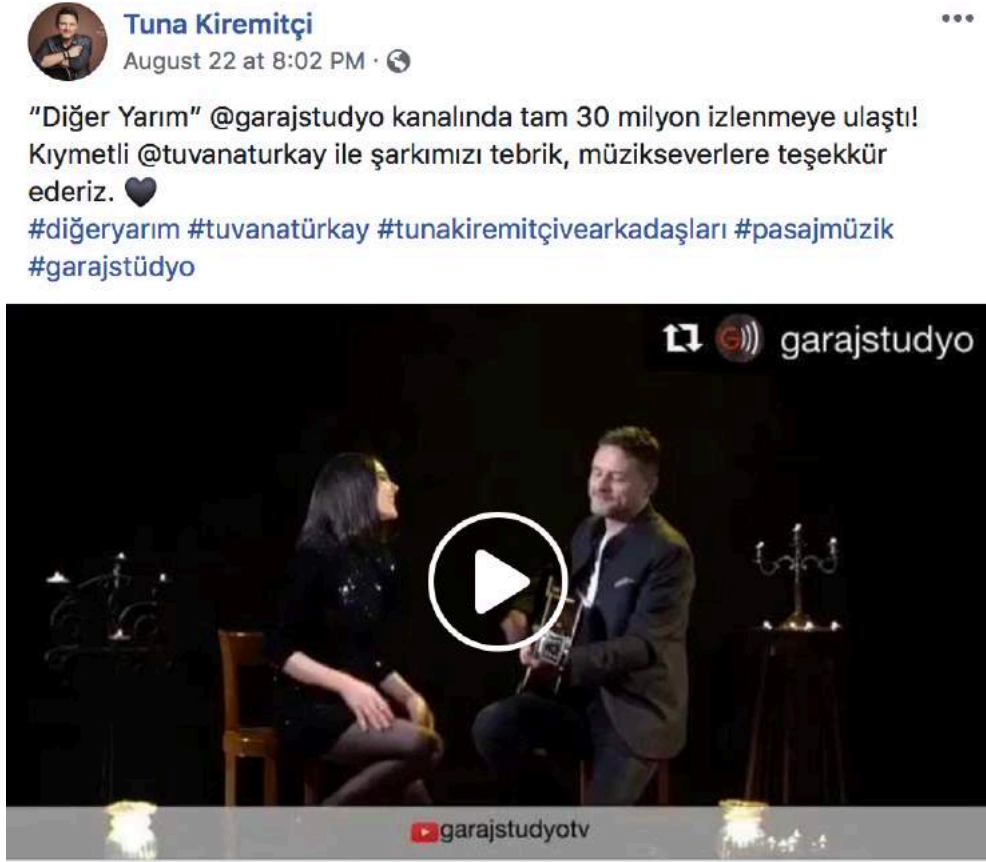 Tuna Kiremitçi
August 22 at 8:02 PM ·
“Diğer Yarım” @garajstudyo kanalında tam 30 milyon izlenmeye ulaştı!
Kıymetli @tuvanaturkay ile şarkımızı tebrik, müzikseverlere teşekkür
ederiz. 🖤
#diğeryarım #tuvanatürkay #tunakiremitçivearkadaşları #pasajmüzik
#garajstüdyo
G garajstudyo
garajstudyotv